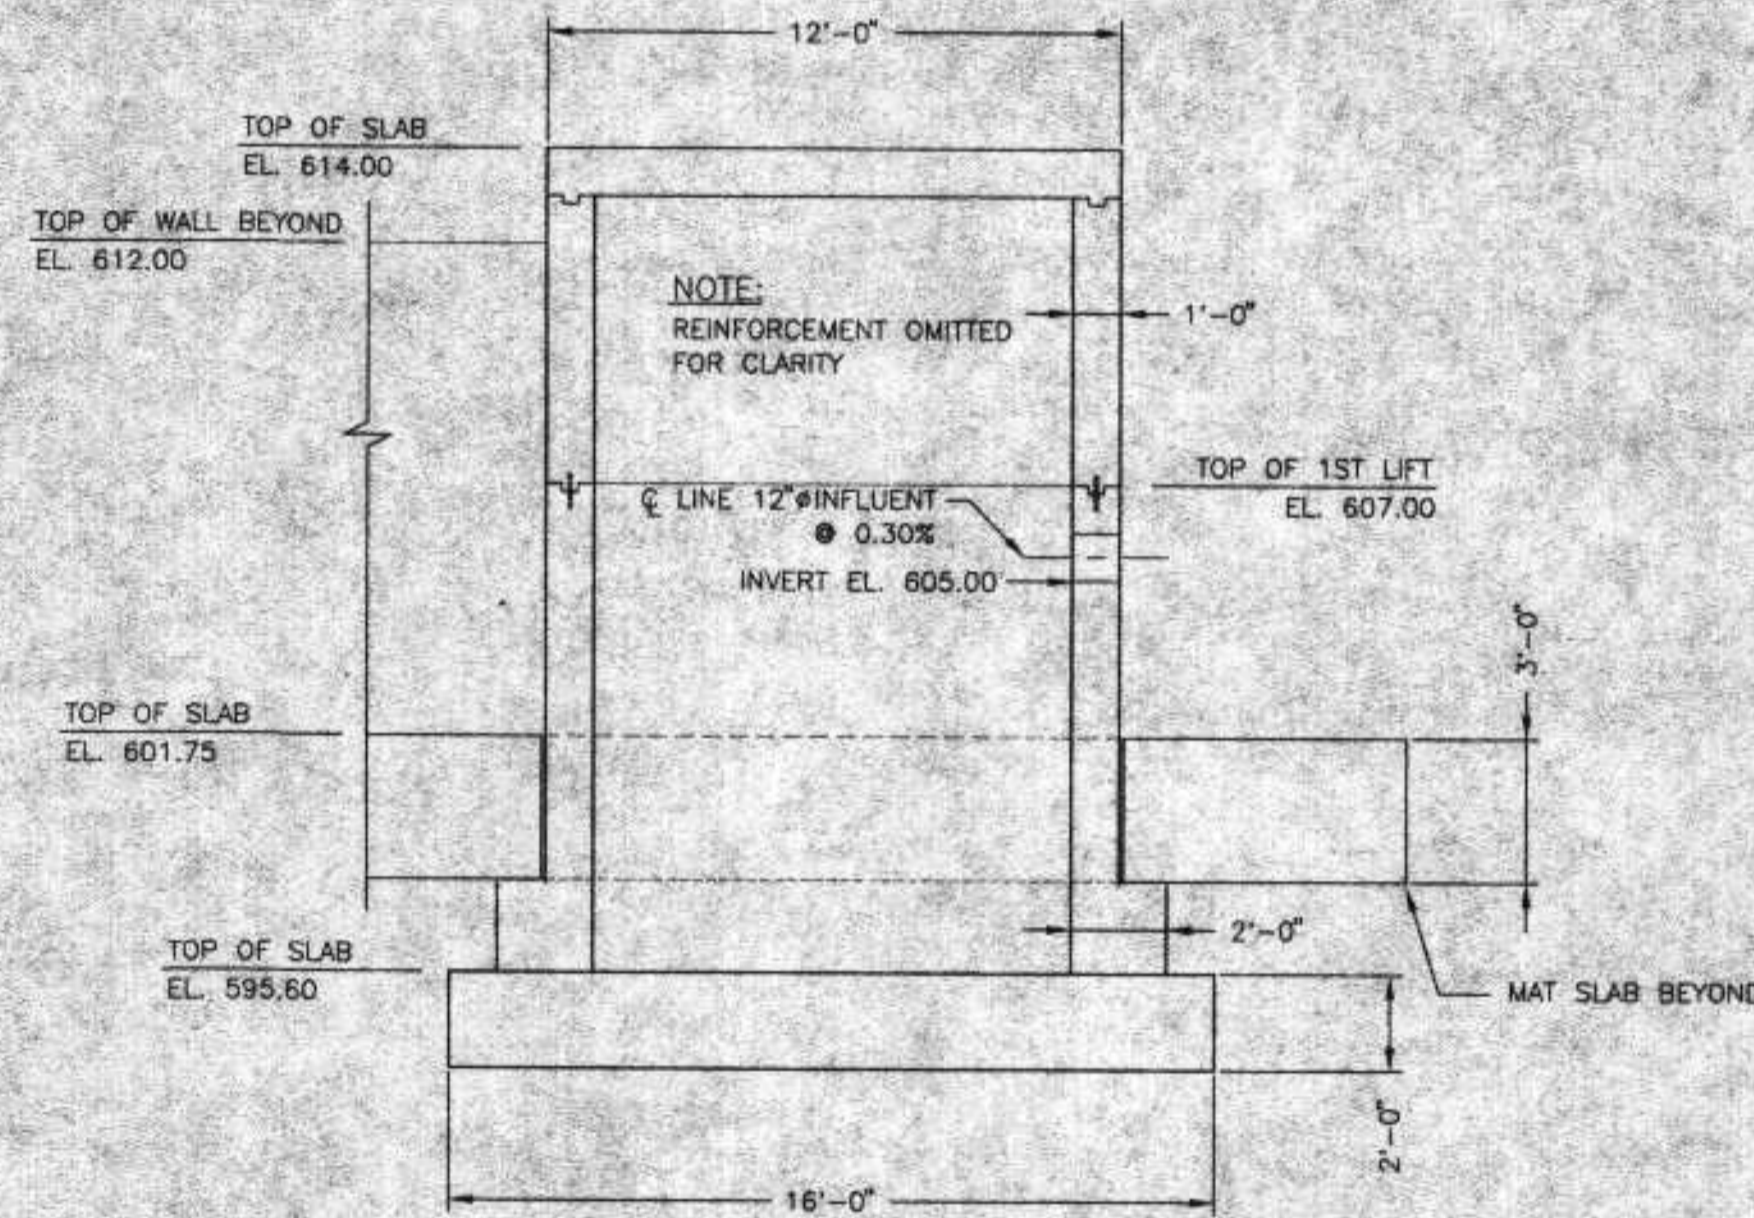 12'-0"
TOP OF SLAB
EL. 614.00
TOP OF WALL BEYOND
EL. 612.00
NOTE:
REINFORCEMENT OMITTED
FOR CLARITY
1'-0"
TOP OF 1ST LIFT
EL. 607.00
℄ LINE 12"ø INFLUENT
@ 0.30%
INVERT EL. 605.00
3'-0"
TOP OF SLAB
EL. 601.75
2'-0"
TOP OF SLAB
EL. 595.60
MAT SLAB BEYOND
2'-0"
16'-0"